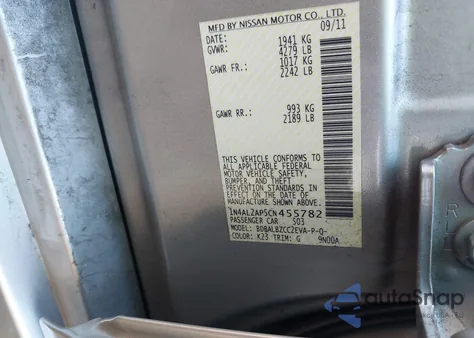 MFD BY NISSAN MOTOR CO., LTD.
DATE: 09/11
GVWR: 1941 KG
4279 LB
GAWR FR.: 1017 KG
2242 LB
GAWR RR.: 993 KG
2189 LB
THIS VEHICLE CONFORMS TO
ALL APPLICABLE FEDERAL
MOTOR VEHICLE SAFETY,
BUMPER, AND THEFT
PREVENTION STANDARDS IN
EFFECT ON THE DATE OF
MANUFACTURE SHOWN ABOVE.
1N4AL2AP5CN455782
PASSENGER CAR S03
MODEL: BDBALBZCC2EVA-P-Q-
COLOR: K23 TRIM: G 9N00A
autoSnap